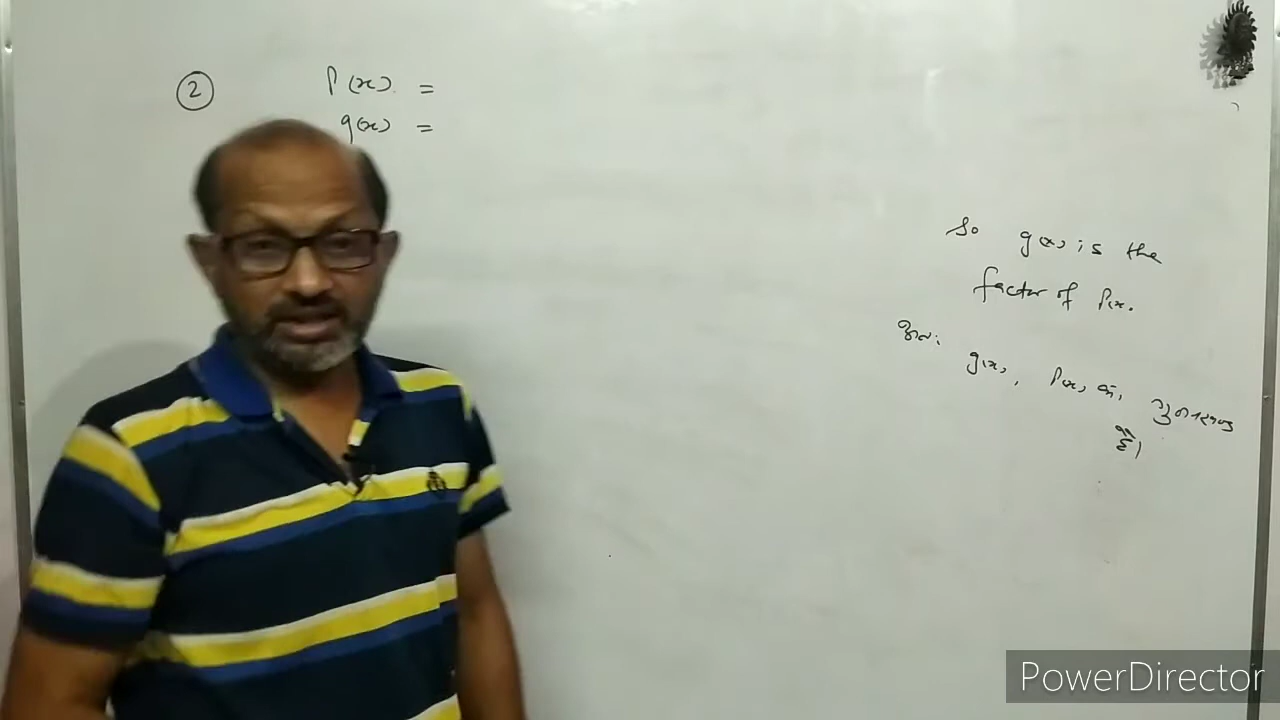 2 P(x) =
g(x) =
So g(x) is the
factor of P(x).
अतः
g(x), P(x) का गुणनखण्ड
है।
PowerDirector